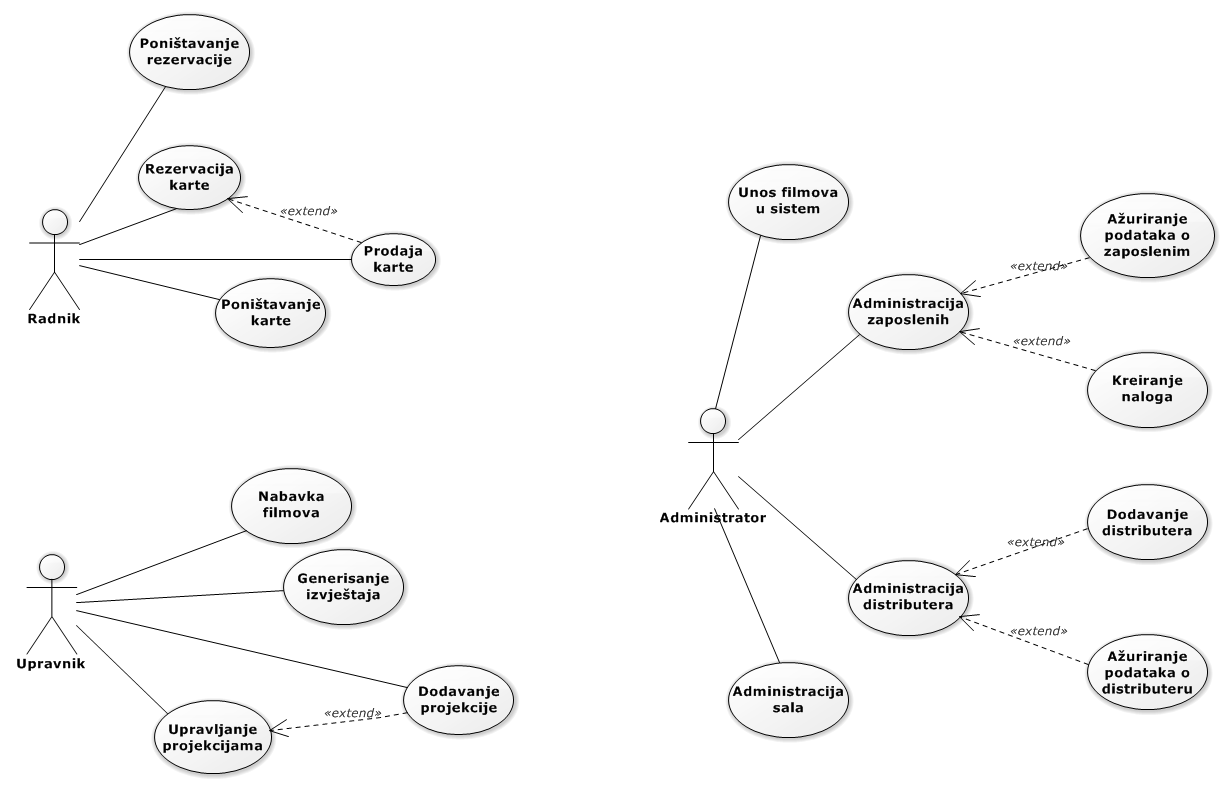 Poništavanje
rezervacije
Rezervacija
karte
«extend»
Prodaja
karte
Poništavanje
karte
Radnik
Nabavka
filmova
Generisanje
izvještaja
Upravnik
Dodavanje
projekcije
«extend»
Upravljanje
projekcijama
Unos filmova
u sistem
Ažuriranje
podataka o
zaposlenim
«extend»
Administracija
zaposlenih
«extend»
Kreiranje
naloga
Administrator
Dodavanje
distributera
«extend»
Administracija
distributera
«extend»
Ažuriranje
podataka o
distributeru
Administracija
sala